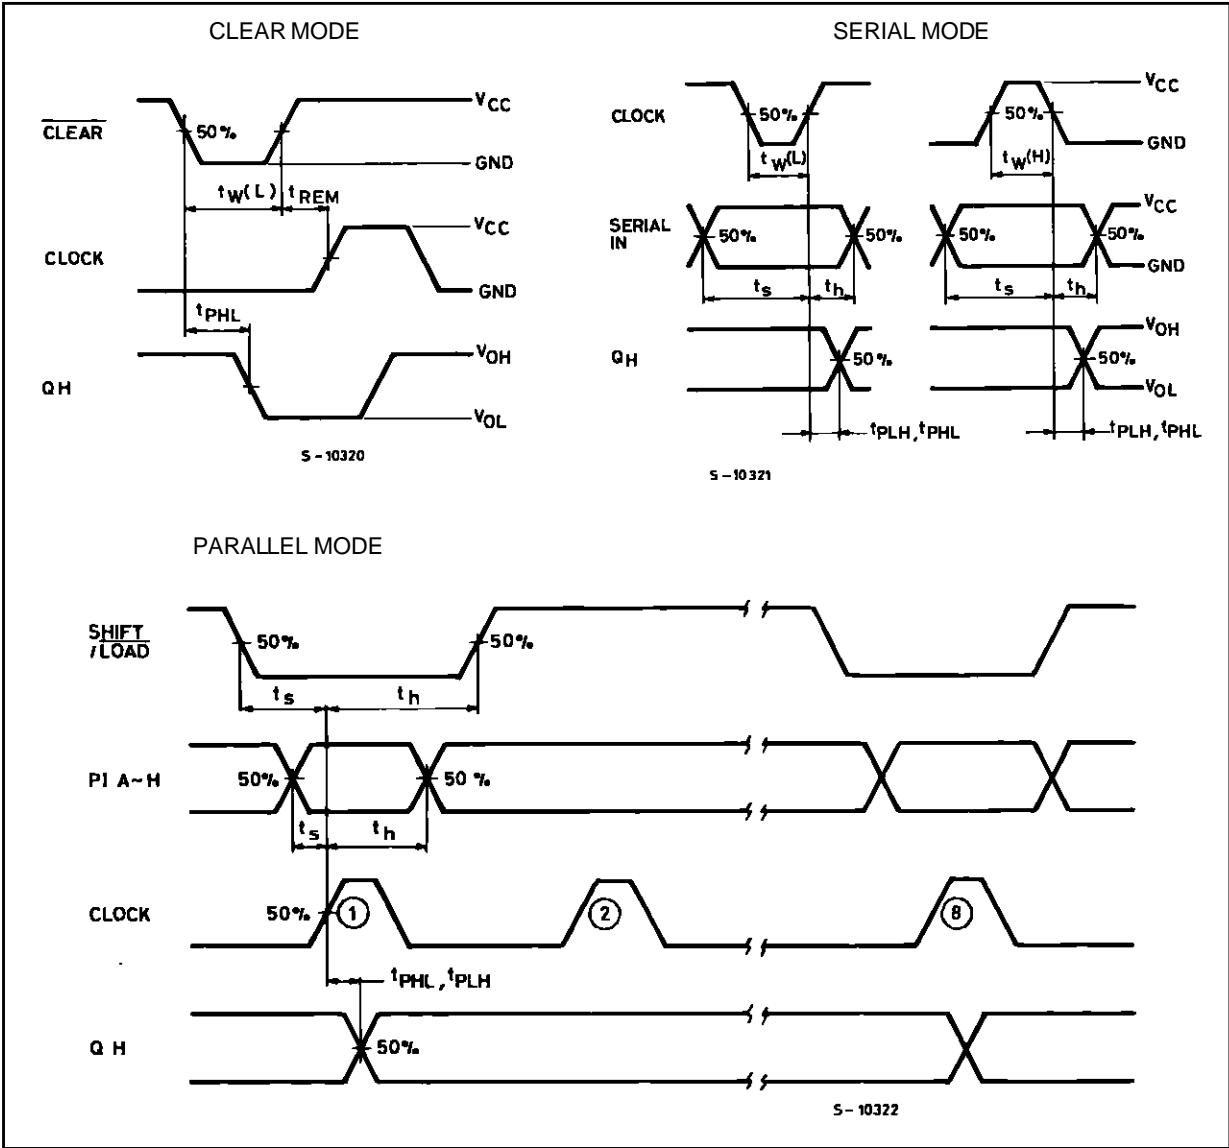 CLEAR MODE
CLEAR
50%
VCC
GND
tW(L)
tREM
CLOCK
VCC
GND
tPHL
QH
VOH
VOL
S-10320
SERIAL MODE
CLOCK
50%
50%
VCC
GND
tW(L)
tW(H)
SERIAL
IN
50%
50%
50%
50%
VCC
GND
ts
th
ts
th
QH
50%
50%
VOH
VOL
tPLH, tPHL
tPLH, tPHL
S-10321
PARALLEL MODE
SHIFT
/LOAD
50%
50%
ts
th
PI A~H
50%
50%
ts
th
CLOCK
50%
1
2
8
tPHL, tPLH
QH
50%
S-10322